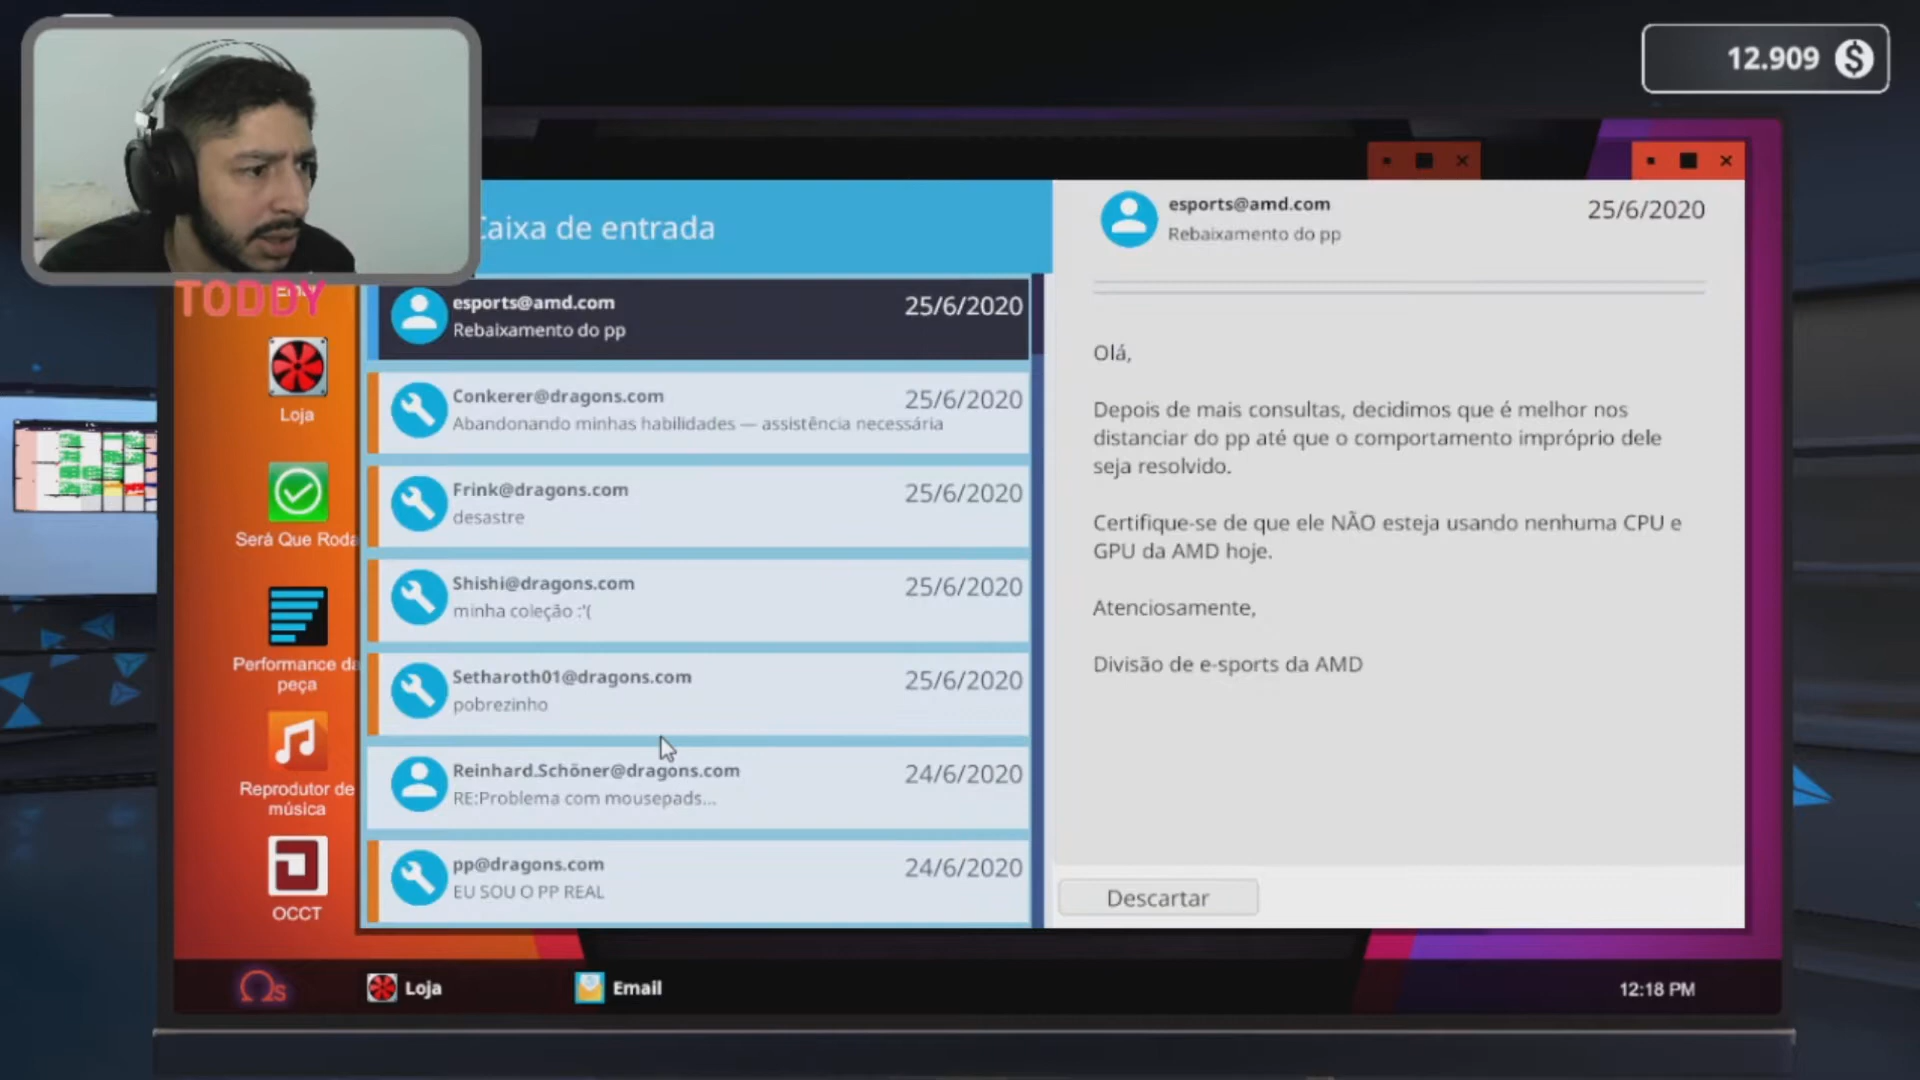 12.909
Caixa de entrada
esports@amd.com
25/6/2020
Rebaixamento do pp
Conkerer@dragons.com
25/6/2020
Abandonando minhas habilidades — assistência necessária
Frink@dragons.com
25/6/2020
desastre
Shishi@dragons.com
25/6/2020
minha coleção :'(
Setharoth01@dragons.com
25/6/2020
pobrezinho
Reinhard.Schöner@dragons.com
24/6/2020
RE:Problema com mousepads...
pp@dragons.com
24/6/2020
EU SOU O PP REAL
esports@amd.com
25/6/2020
Rebaixamento do pp
Olá,
Depois de mais consultas, decidimos que é melhor nos
distanciar do pp até que o comportamento impróprio dele
seja resolvido.
Certifique-se de que ele NÃO esteja usando nenhuma CPU e
GPU da AMD hoje.
Atenciosamente,
Divisão de e-sports da AMD
Descartar
TODDY
Loja
Será Que Roda
Performance da
peça
Reprodutor de
música
OCCT
Loja
Email
12:18 PM